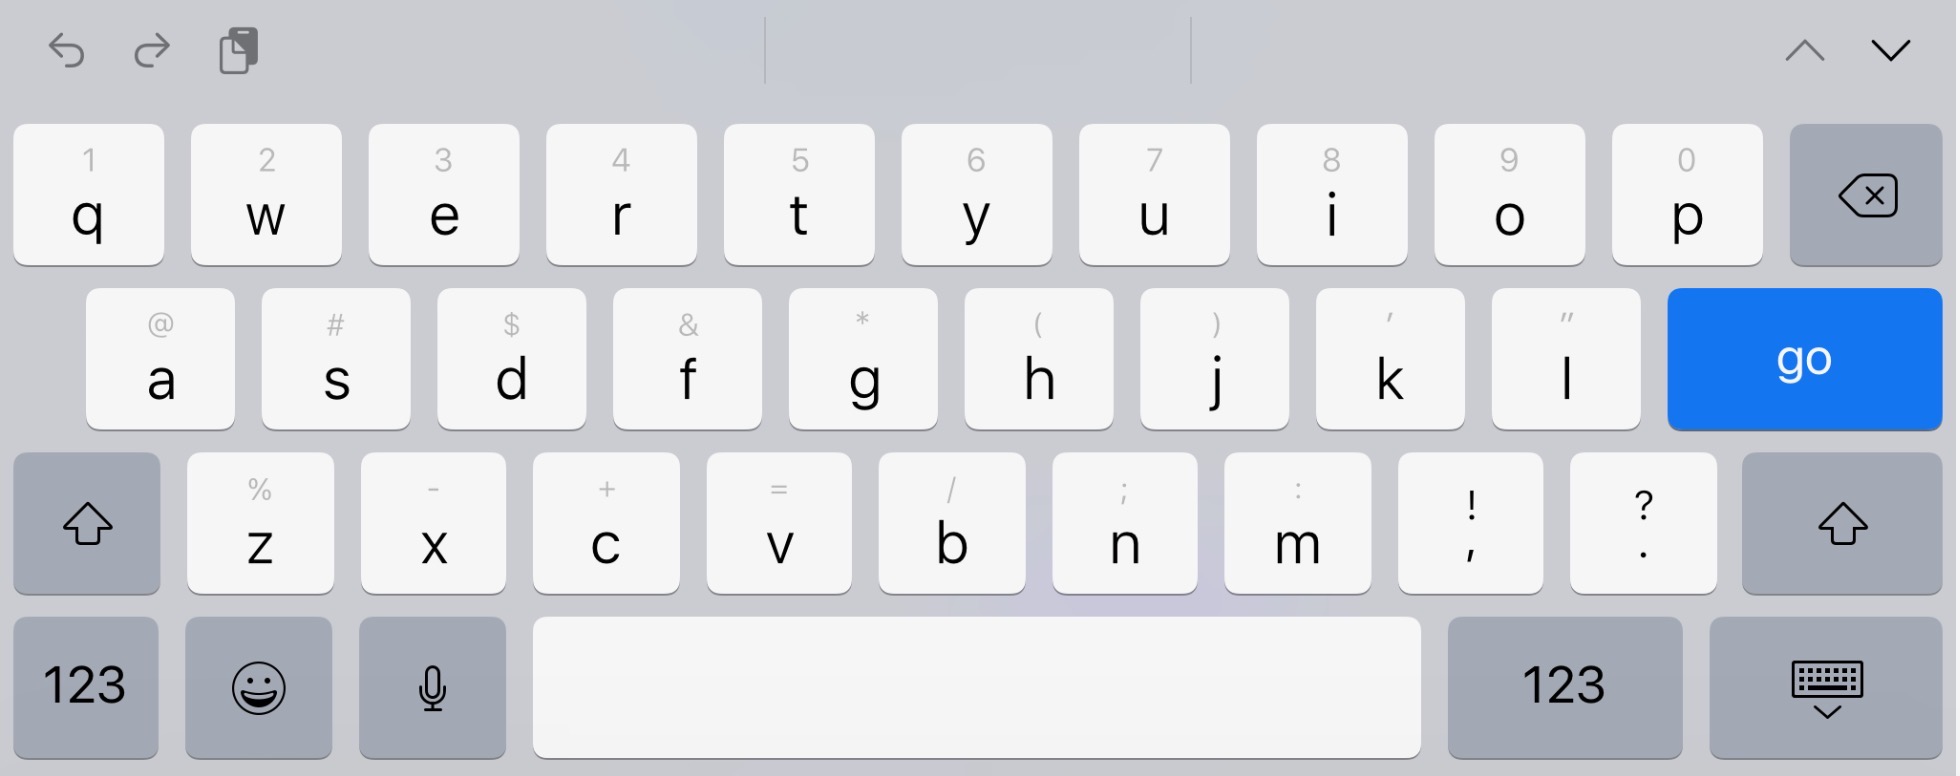 1 2 3 4 5 6 7 8 9 0
q w e r t y u i o p
@ # $ & * ( ) ' "
a s d f g h j k l go
% - + = / ; : ! ?
z x c v b n m , .
123 123